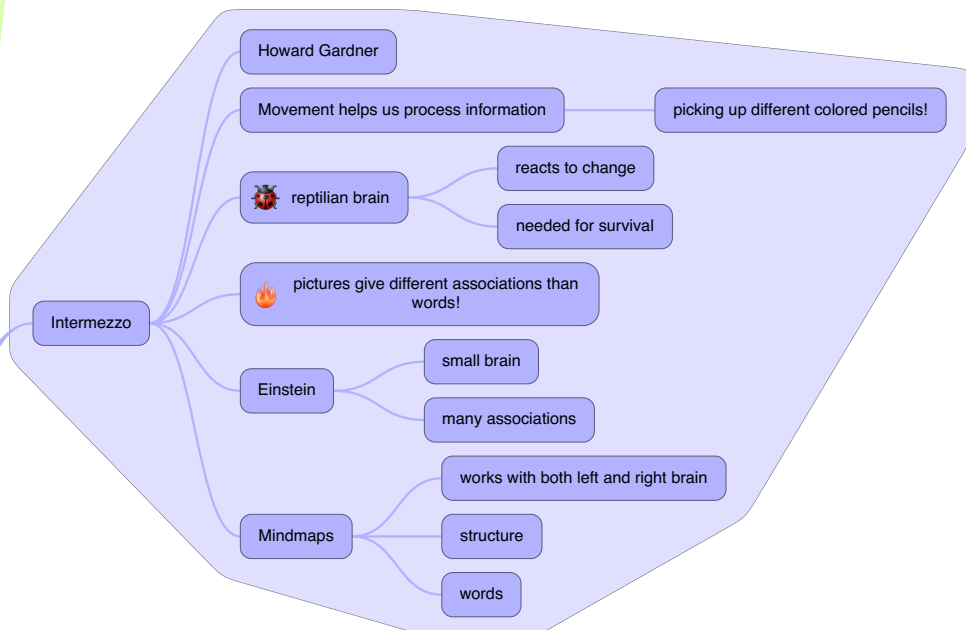 Howard Gardner
Movement helps us process information
picking up different colored pencils!
reptilian brain
reacts to change
needed for survival
pictures give different associations than
words!
Intermezzo
Einstein
small brain
many associations
Mindmaps
works with both left and right brain
structure
words